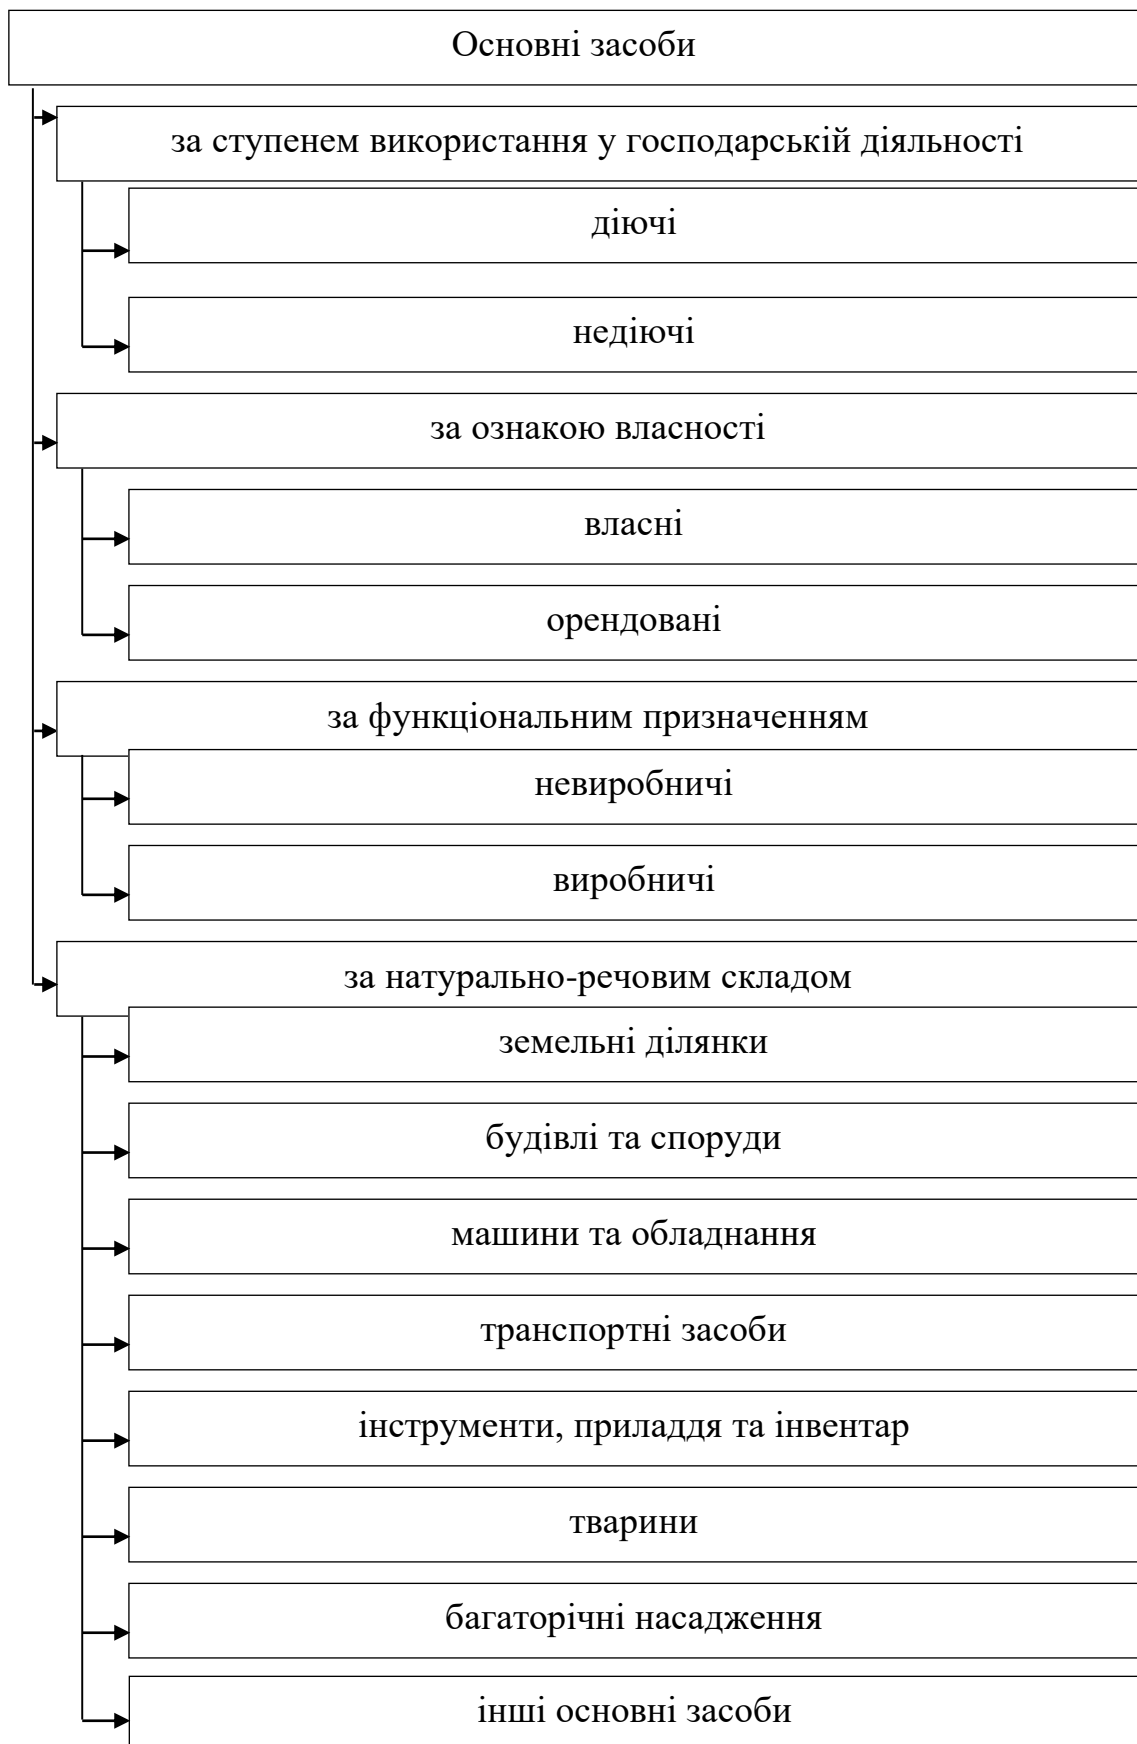 Основні засоби
за ступенем використання у господарській діяльності
діючі
недіючі
за ознакою власності
власні
орендовані
за функціональним призначенням
невиробничі
виробничі
за натурально-речовим складом
земельні ділянки
будівлі та споруди
машини та обладнання
транспортні засоби
інструменти, приладдя та інвентар
тварини
багаторічні насадження
інші основні засоби